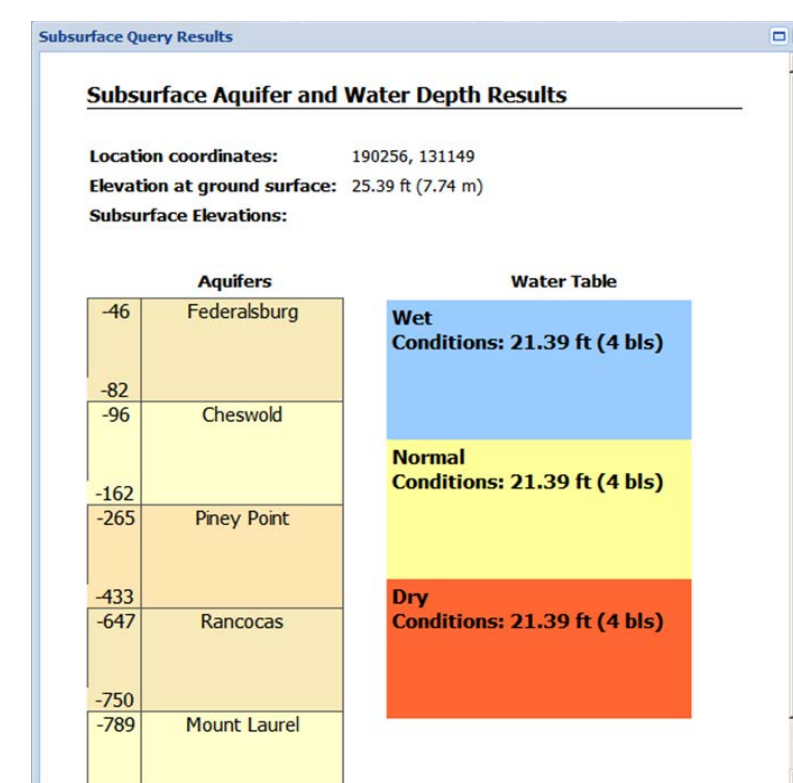 Subsurface Query Results
Subsurface Aquifer and Water Depth Results
Location coordinates: 190256, 131149
Elevation at ground surface: 25.39 ft (7.74 m)
Subsurface Elevations:
Aquifers
-46 Federalsburg
-82
-96 Cheswold
-162
-265 Piney Point
-433
-647 Rancocas
-750
-789 Mount Laurel
Water Table
Wet
Conditions: 21.39 ft (4 bls)
Normal
Conditions: 21.39 ft (4 bls)
Dry
Conditions: 21.39 ft (4 bls)